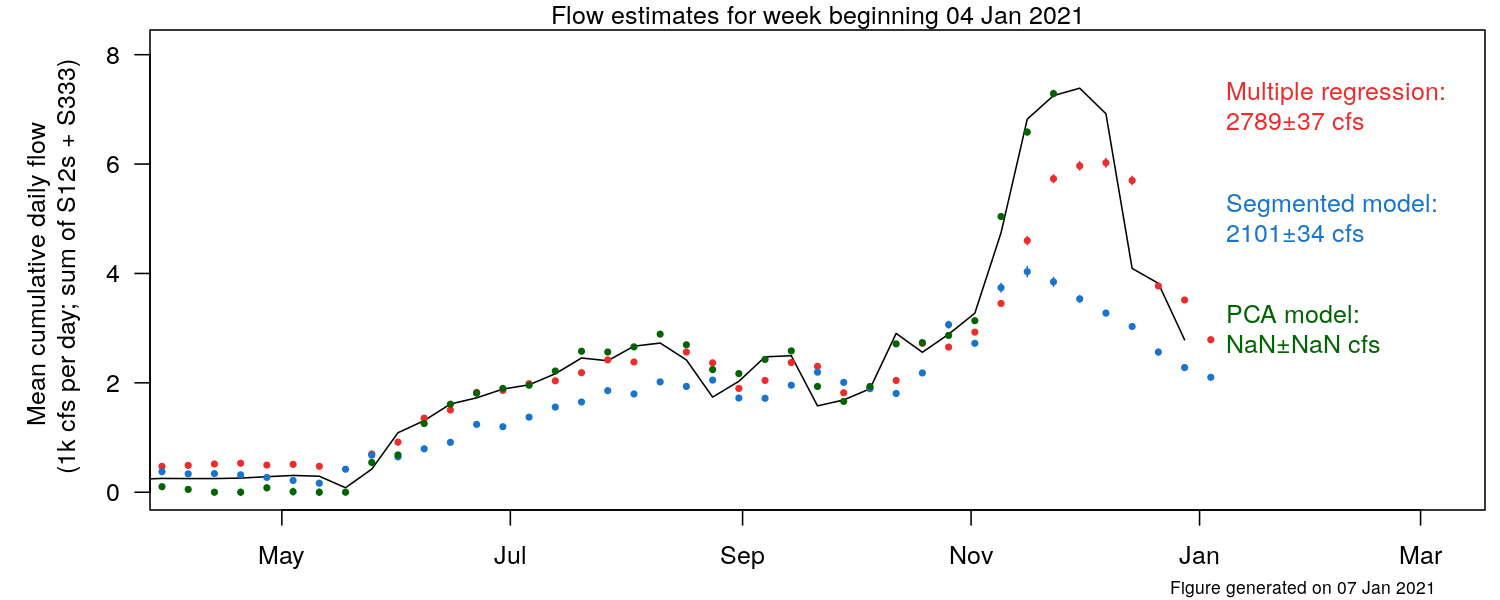 Flow estimates for week beginning 04 Jan 2021
Mean cumulative daily flow
(1k cfs per day; sum of S12s + S333)
8
6
4
2
0
Multiple regression:
2789±37 cfs
Segmented model:
2101±34 cfs
PCA model:
NaN±NaN cfs
May Jul Sep Nov Jan Mar
Figure generated on 07 Jan 2021